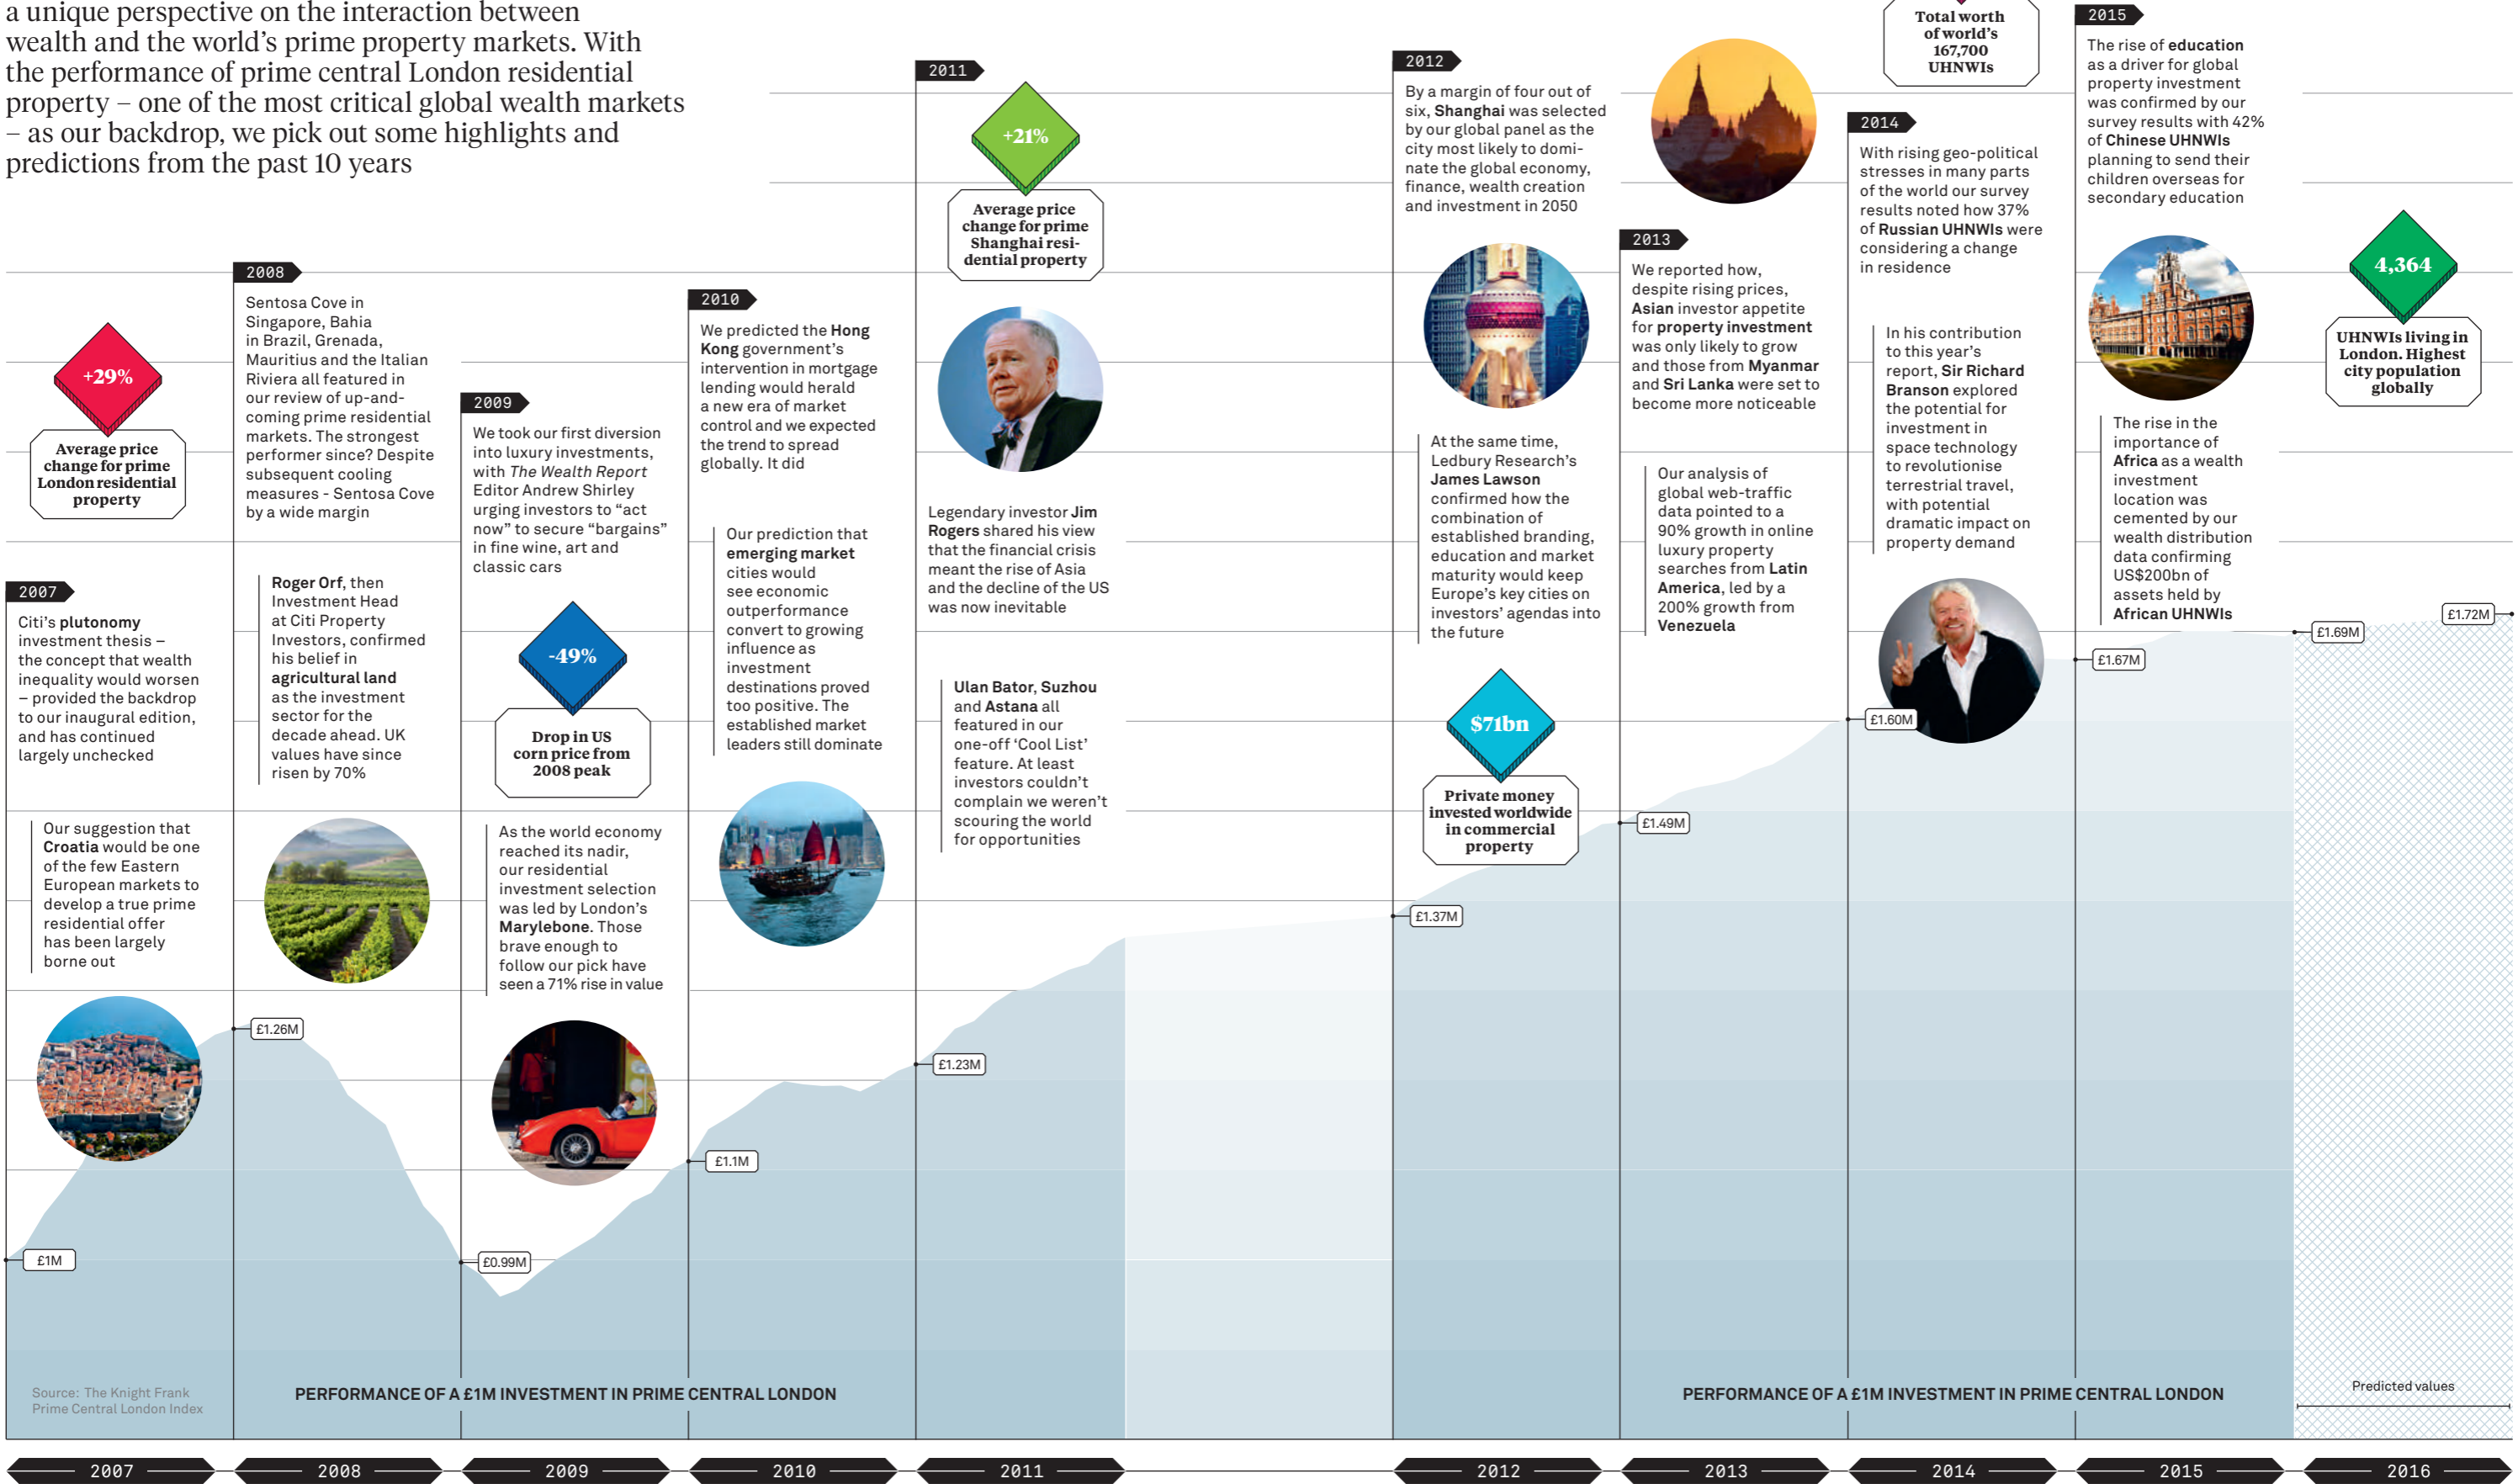 a unique perspective on the interaction between
wealth and the world's prime property markets. With
the performance of prime central London residential
property – one of the most critical global wealth markets
– as our backdrop, we pick out some highlights and
predictions from the past 10 years
+29%
Average price
change for prime
London residential
property
2007
Citi's plutonomy
investment thesis –
the concept that wealth
inequality would worsen
– provided the backdrop
to our inaugural edition,
and has continued
largely unchecked
Our suggestion that
Croatia would be one
of the few Eastern
European markets to
develop a true prime
residential offer
has been largely
borne out
£1M
2008
Sentosa Cove in
Singapore, Bahia
in Brazil, Grenada,
Mauritius and the Italian
Riviera all featured in
our review of up-and-
coming prime residential
markets. The strongest
performer since? Despite
subsequent cooling
measures - Sentosa Cove
by a wide margin
Roger Orf, then
Investment Head
at Citi Property
Investors, confirmed
his belief in
agricultural land
as the investment
sector for the
decade ahead. UK
values have since
risen by 70%
£1.26M
2009
We took our first diversion
into luxury investments,
with The Wealth Report
Editor Andrew Shirley
urging investors to "act
now" to secure "bargains"
in fine wine, art and
classic cars
-49%
Drop in US
corn price from
2008 peak
As the world economy
reached its nadir,
our residential
investment selection
was led by London's
Marylebone. Those
brave enough to
follow our pick have
seen a 71% rise in value
£0.99M
2010
We predicted the Hong
Kong government's
intervention in mortgage
lending would herald
a new era of market
control and we expected
the trend to spread
globally. It did
Our prediction that
emerging market
cities would
see economic
outperformance
convert to growing
influence as
investment
destinations proved
too positive. The
established market
leaders still dominate
£1.1M
2011
+21%
Average price
change for prime
Shanghai resi-
dential property
Legendary investor Jim
Rogers shared his view
that the financial crisis
meant the rise of Asia
and the decline of the US
was now inevitable
Ulan Bator, Suzhou
and Astana all
featured in our
one-off 'Cool List'
feature. At least
investors couldn't
complain we weren't
scouring the world
for opportunities
£1.23M
2012
By a margin of four out of
six, Shanghai was selected
by our global panel as the
city most likely to domi-
nate the global economy,
finance, wealth creation
and investment in 2050
At the same time,
Ledbury Research's
James Lawson
confirmed how the
combination of
established branding,
education and market
maturity would keep
Europe's key cities on
investors' agendas into
the future
$71bn
Private money
invested worldwide
in commercial
property
£1.37M
2013
We reported how,
despite rising prices,
Asian investor appetite
for property investment
was only likely to grow
and those from Myanmar
and Sri Lanka were set to
become more noticeable
Our analysis of
global web-traffic
data pointed to a
90% growth in online
luxury property
searches from Latin
America, led by a
200% growth from
Venezuela
£1.49M
Total worth
of world's
167,700
UHNWIs
2014
With rising geo-political
stresses in many parts
of the world our survey
results noted how 37%
of Russian UHNWIs were
considering a change
in residence
In his contribution
to this year's
report, Sir Richard
Branson explored
the potential for
investment in
space technology
to revolutionise
terrestrial travel,
with potential
dramatic impact on
property demand
£1.60M
2015
The rise of education
as a driver for global
property investment
was confirmed by our
survey results with 42%
of Chinese UHNWIs
planning to send their
children overseas for
secondary education
The rise in the
importance of
Africa as a wealth
investment
location was
cemented by our
wealth distribution
data confirming
US$200bn of
assets held by
African UHNWIs
£1.67M
4,364
UHNWIs living in
London. Highest
city population
globally
£1.69M
£1.72M
Source: The Knight Frank
Prime Central London Index
PERFORMANCE OF A £1M INVESTMENT IN PRIME CENTRAL LONDON
PERFORMANCE OF A £1M INVESTMENT IN PRIME CENTRAL LONDON
Predicted values
2007
2008
2009
2010
2011
2012
2013
2014
2015
2016